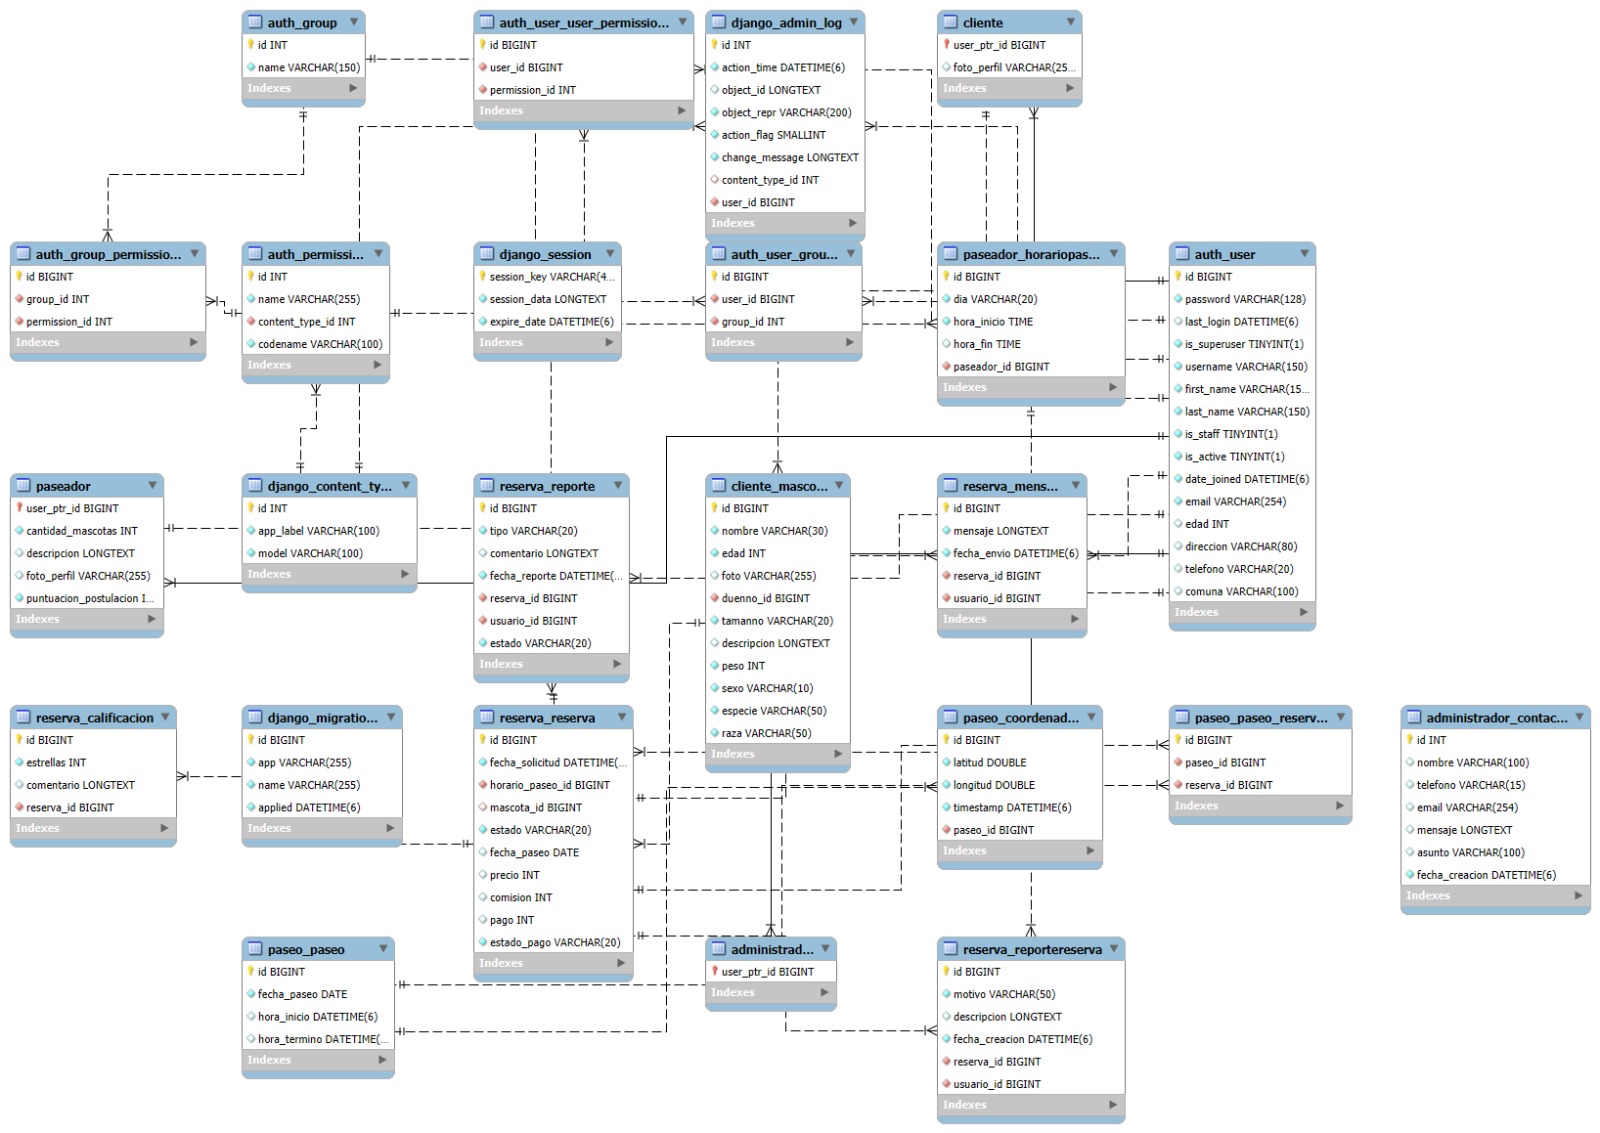 auth_group
id INT
name VARCHAR(150)
Indexes
auth_user_user_permissio...
id BIGINT
user_id BIGINT
permission_id INT
Indexes
django_admin_log
id INT
action_time DATETIME(6)
object_id LONGTEXT
object_repr VARCHAR(200)
action_flag SMALLINT
change_message LONGTEXT
content_type_id INT
user_id BIGINT
Indexes
cliente
user_ptr_id BIGINT
foto_perfil VARCHAR(25...
Indexes
auth_group_permissio...
id BIGINT
group_id INT
permission_id INT
Indexes
auth_permissi...
id INT
name VARCHAR(255)
content_type_id INT
codename VARCHAR(100)
Indexes
django_session
session_key VARCHAR(4...
session_data LONGTEXT
expire_date DATETIME(6)
Indexes
auth_user_grou...
id BIGINT
user_id BIGINT
group_id INT
Indexes
paseador_horariopas...
id BIGINT
dia VARCHAR(20)
hora_inicio TIME
hora_fin TIME
paseador_id BIGINT
Indexes
auth_user
id BIGINT
password VARCHAR(128)
last_login DATETIME(6)
is_superuser TINYINT(1)
username VARCHAR(150)
first_name VARCHAR(15...
last_name VARCHAR(150)
is_staff TINYINT(1)
is_active TINYINT(1)
date_joined DATETIME(6)
email VARCHAR(254)
edad INT
direccion VARCHAR(80)
telefono VARCHAR(20)
comuna VARCHAR(100)
Indexes
paseador
user_ptr_id BIGINT
cantidad_mascotas INT
descripcion LONGTEXT
foto_perfil VARCHAR(255)
puntuacion_postulacion I...
Indexes
django_content_ty...
id INT
app_label VARCHAR(100)
model VARCHAR(100)
Indexes
reserva_reporte
id BIGINT
tipo VARCHAR(20)
comentario LONGTEXT
fecha_reporte DATETIME(...
reserva_id BIGINT
usuario_id BIGINT
estado VARCHAR(20)
Indexes
cliente_masco...
id BIGINT
nombre VARCHAR(30)
edad INT
foto VARCHAR(255)
duenno_id BIGINT
tamanno VARCHAR(20)
descripcion LONGTEXT
peso INT
sexo VARCHAR(10)
especie VARCHAR(50)
raza VARCHAR(50)
Indexes
reserva_mens...
id BIGINT
mensaje LONGTEXT
fecha_envio DATETIME(6)
reserva_id BIGINT
usuario_id BIGINT
Indexes
reserva_calificacion
id BIGINT
estrellas INT
comentario LONGTEXT
reserva_id BIGINT
Indexes
django_migratio...
id BIGINT
app VARCHAR(255)
name VARCHAR(255)
applied DATETIME(6)
Indexes
reserva_reserva
id BIGINT
fecha_solicitud DATETIME(...
horario_paseo_id BIGINT
mascota_id BIGINT
estado VARCHAR(20)
fecha_paseo DATE
precio INT
comision INT
pago INT
estado_pago VARCHAR(20)
Indexes
paseo_coordenad...
id BIGINT
latitud DOUBLE
longitud DOUBLE
timestamp DATETIME(6)
paseo_id BIGINT
Indexes
paseo_paseo_reserv...
id BIGINT
paseo_id BIGINT
reserva_id BIGINT
Indexes
administrador_contac...
id INT
nombre VARCHAR(100)
telefono VARCHAR(15)
email VARCHAR(254)
mensaje LONGTEXT
asunto VARCHAR(100)
fecha_creacion DATETIME(6)
Indexes
paseo_paseo
id BIGINT
fecha_paseo DATE
hora_inicio DATETIME(6)
hora_termino DATETIME(...
Indexes
administrad...
user_ptr_id BIGINT
Indexes
reserva_reportereserva
id BIGINT
motivo VARCHAR(50)
descripcion LONGTEXT
fecha_creacion DATETIME(6)
reserva_id BIGINT
usuario_id BIGINT
Indexes